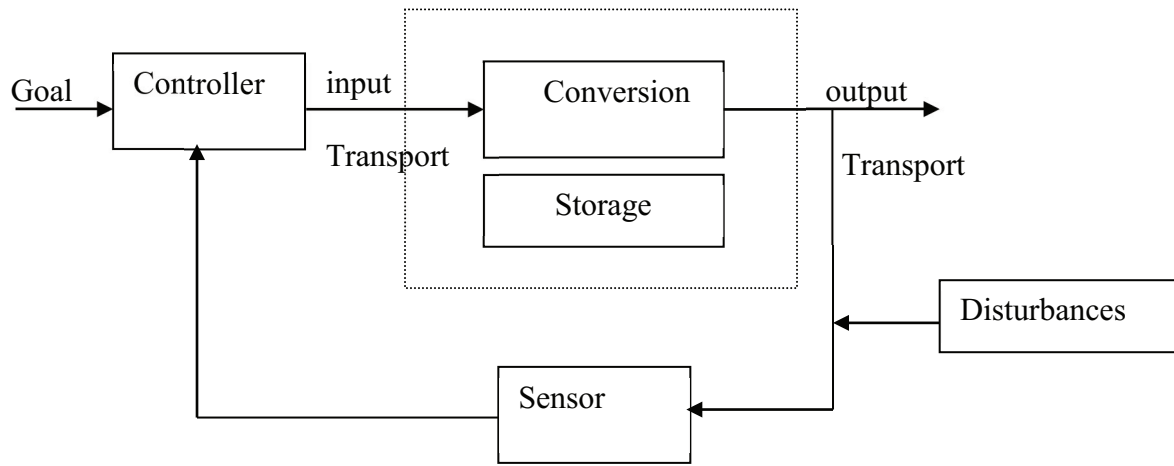 Goal
Controller
input
Transport
Conversion
Storage
output
Transport
Disturbances
Sensor